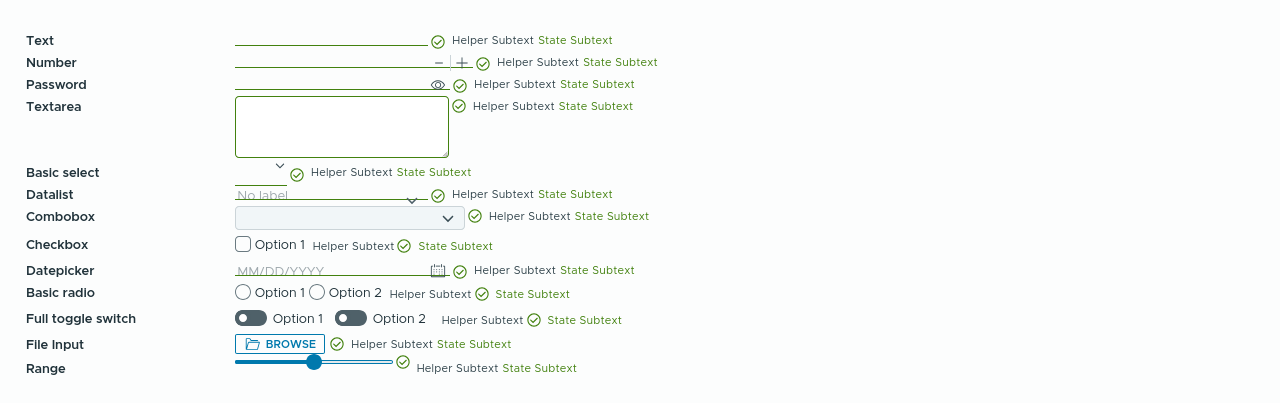 Text Helper Subtext State Subtext
Number Helper Subtext State Subtext
Password Helper Subtext State Subtext
Textarea Helper Subtext State Subtext
Basic select Helper Subtext State Subtext
Datalist No label Helper Subtext State Subtext
Combobox Helper Subtext State Subtext
Checkbox Option 1 Helper Subtext State Subtext
Datepicker MM/DD/YYYY Helper Subtext State Subtext
Basic radio Option 1 Option 2 Helper Subtext State Subtext
Full toggle switch Option 1 Option 2 Helper Subtext State Subtext
File Input BROWSE Helper Subtext State Subtext
Range Helper Subtext State Subtext